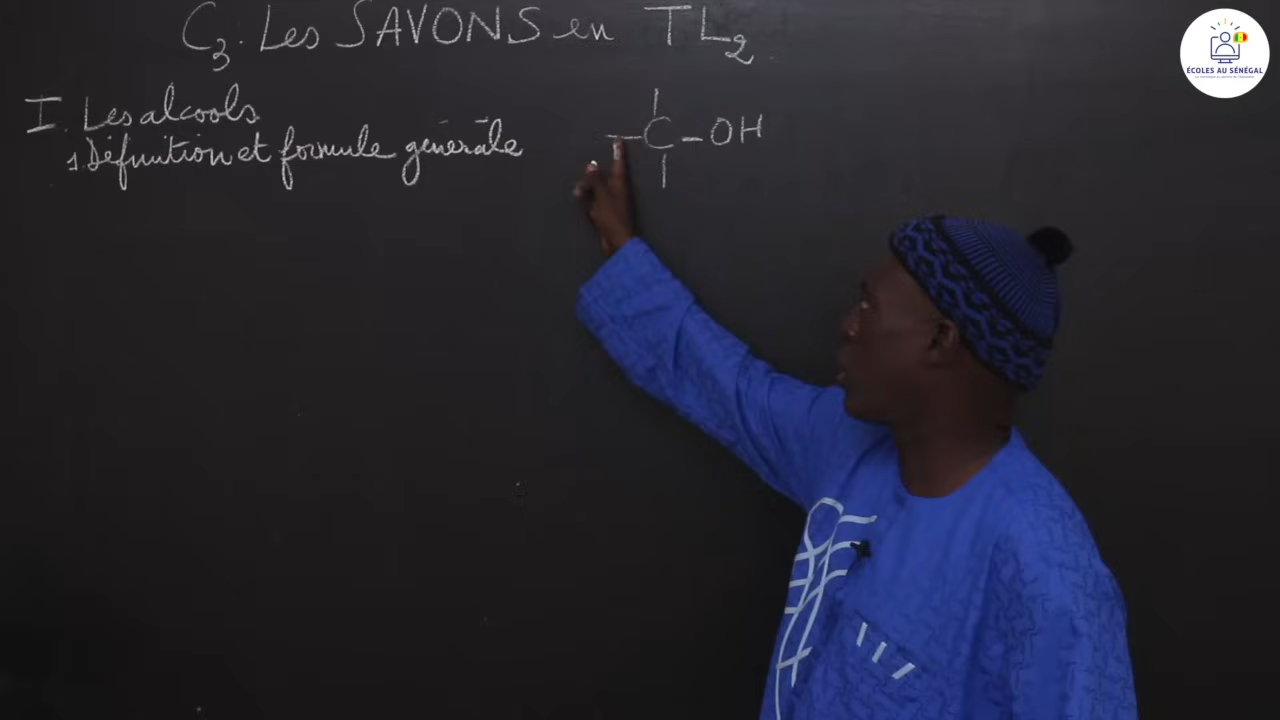 C3. Les SAVONS en TL2
I. Les alcools
1. Définition et formule générale
– C – OH
ÉCOLES AU SÉNÉGAL